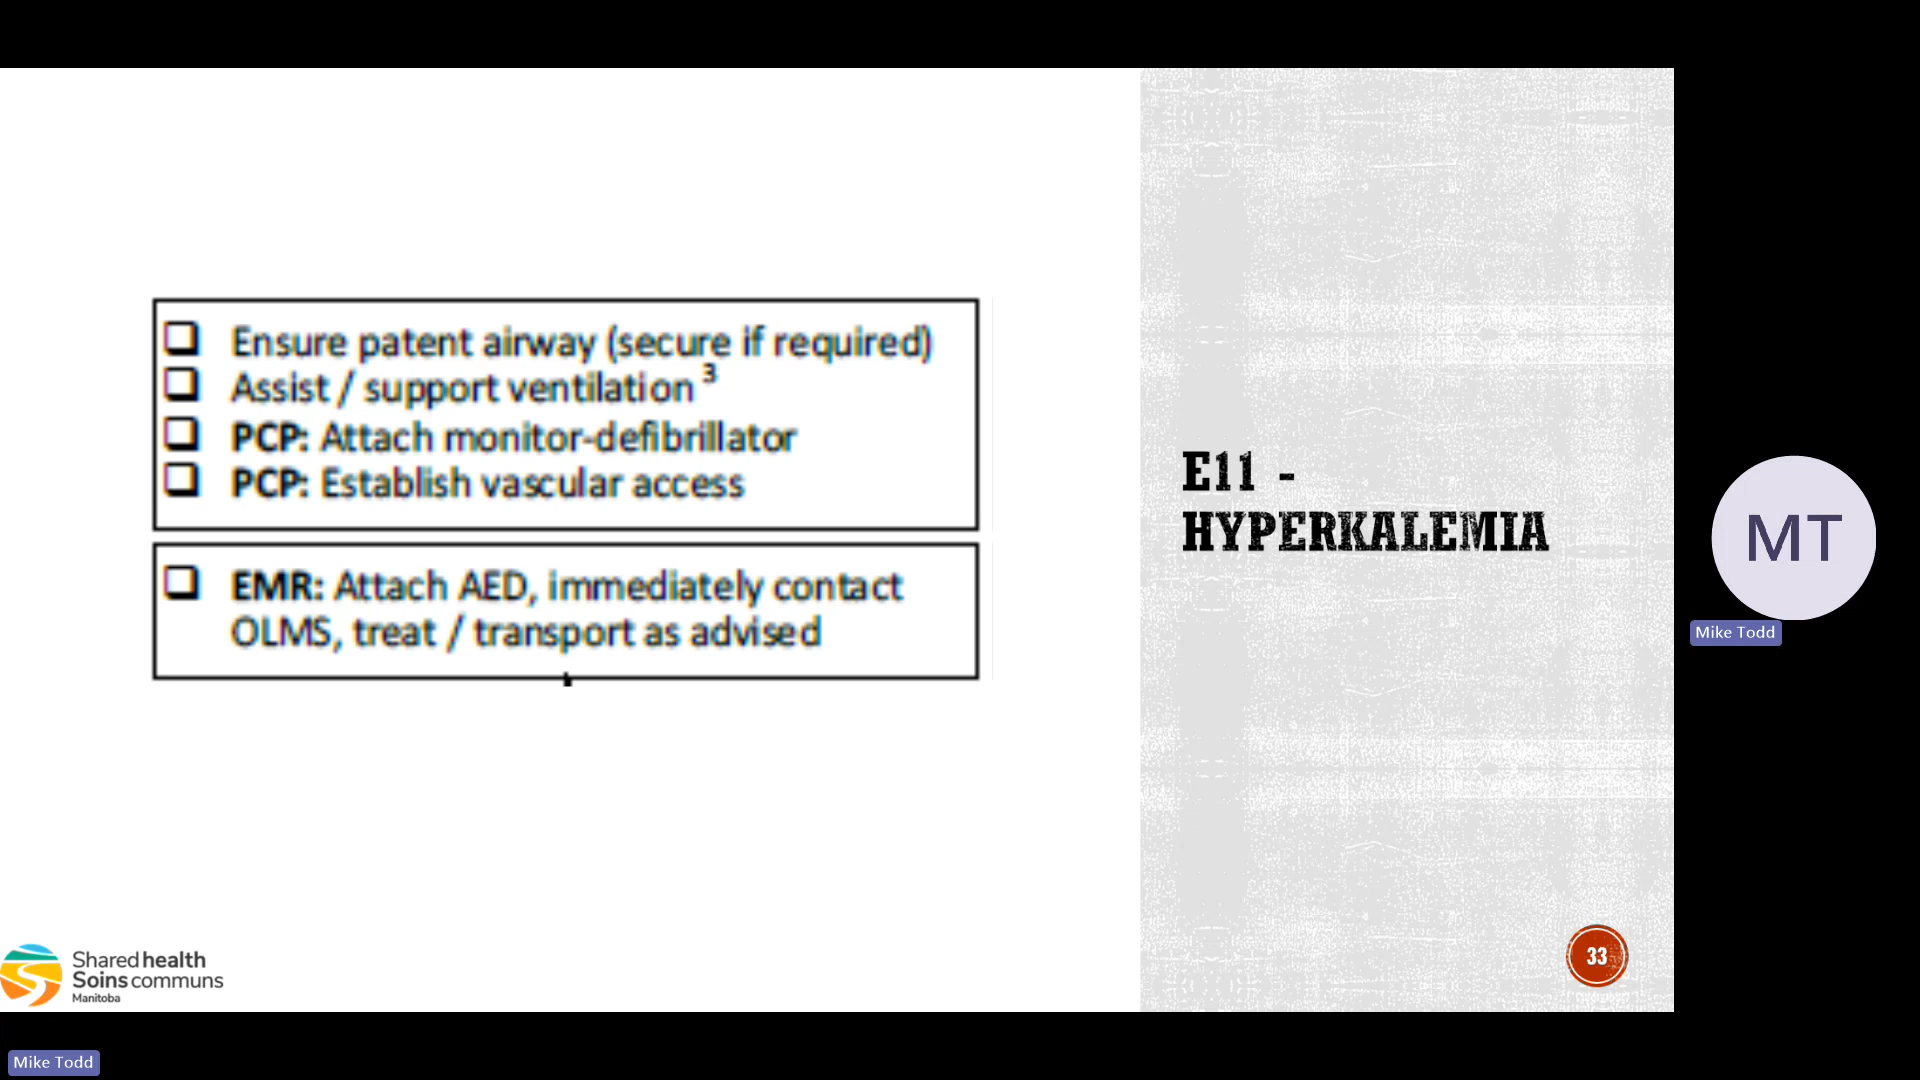 Ensure patent airway (secure if required)
Assist / support ventilation 3
PCP: Attach monitor-defibrillator
PCP: Establish vascular access
EMR: Attach AED, immediately contact
OLMS, treat / transport as advised
E11 -
HYPERKALEMIA
MT
Mike Todd
33
Shared health
Soins communs
Manitoba
Mike Todd